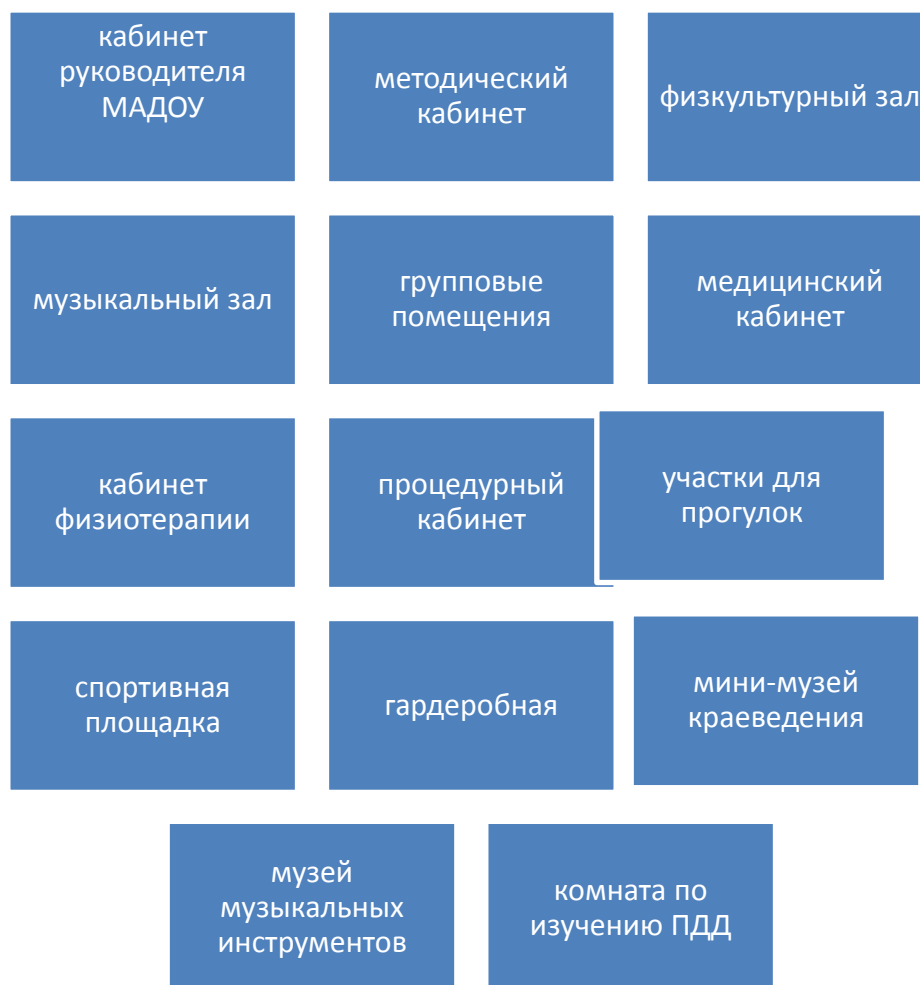 кабинет
руководителя
МАДОУ
методический
кабинет
физкультурный зал
музыкальный зал
групповые
помещения
медицинский
кабинет
кабинет
физиотерапии
процедурный
кабинет
участки для
прогулок
спортивная
площадка
гардеробная
мини-музей
краеведения
музей
музыкальных
инструментов
комната по
изучению ПДД